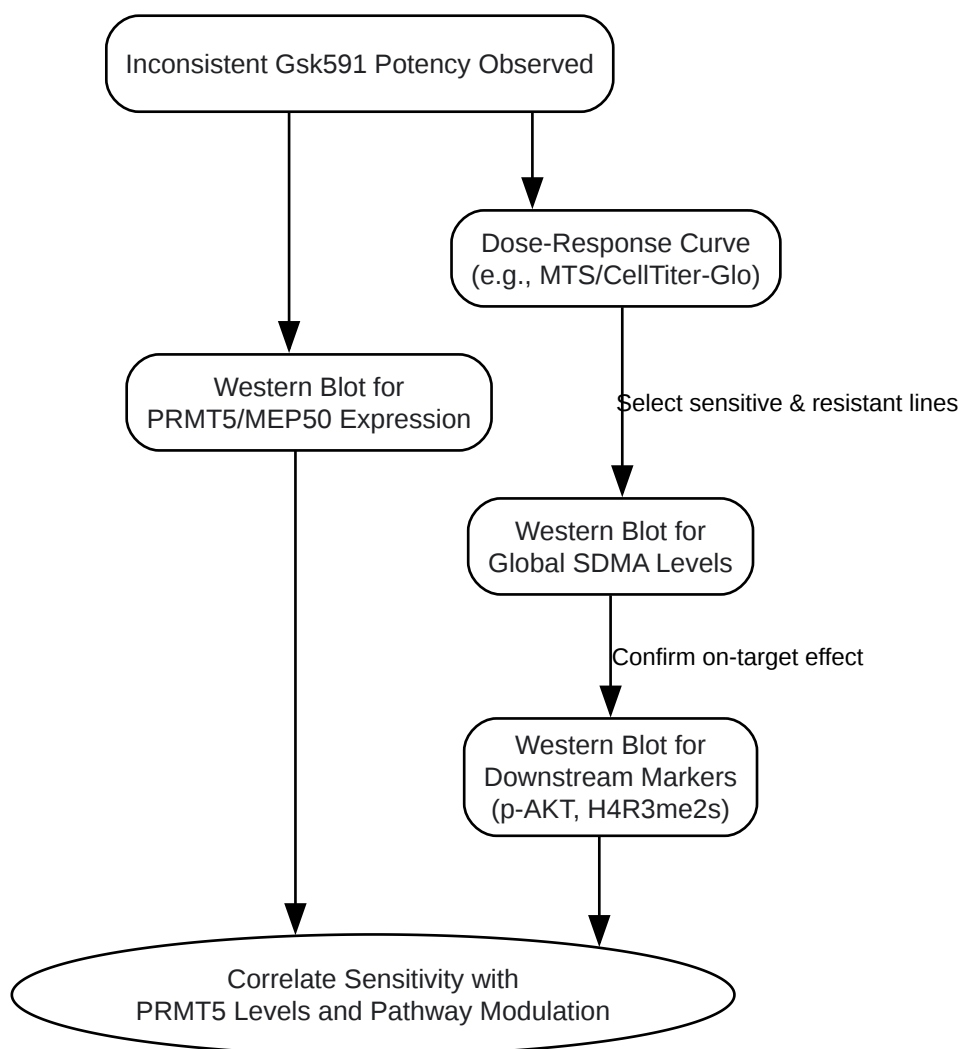 Inconsistent Gsk591 Potency Observed
Dose-Response Curve
(e.g., MTS/CellTiter-Glo)
Western Blot for
PRMT5/MEP50 Expression
Select sensitive & resistant lines
Western Blot for
Global SDMA Levels
Confirm on-target effect
Western Blot for
Downstream Markers
(p-AKT, H4R3me2s)
Correlate Sensitivity with
PRMT5 Levels and Pathway Modulation